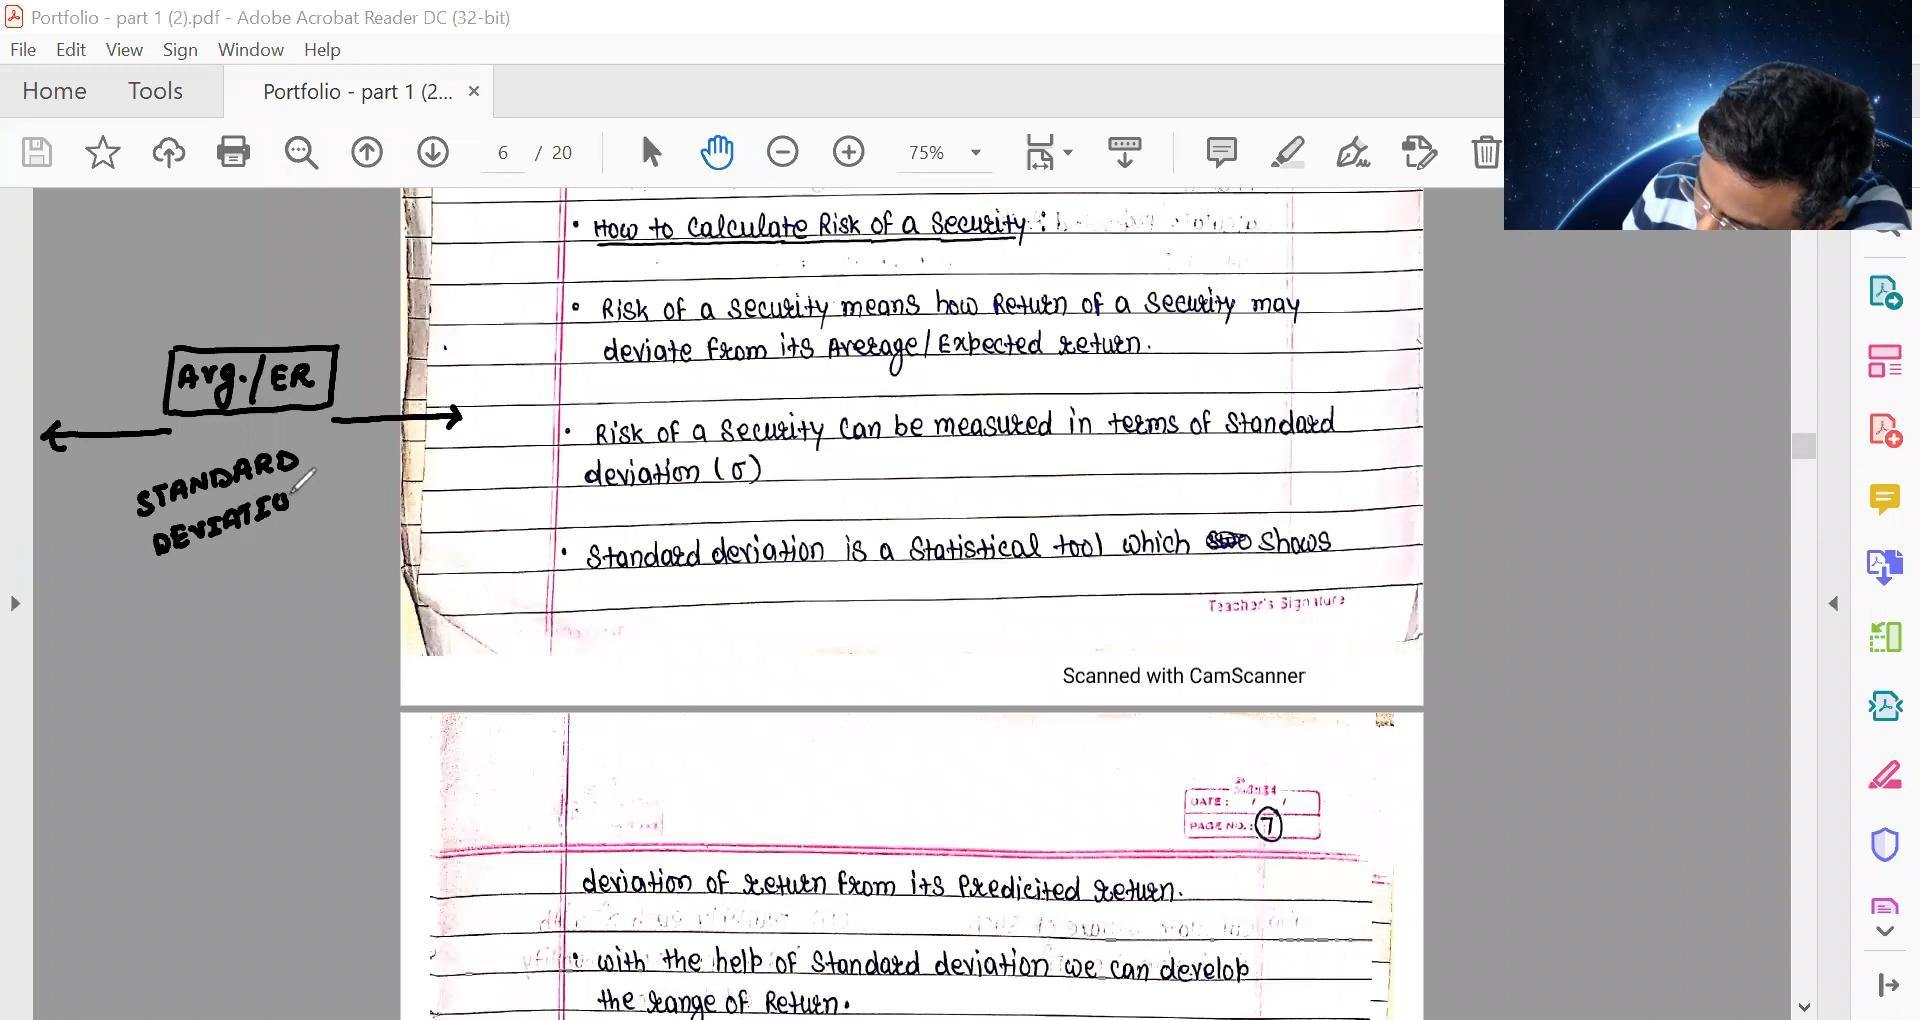 Portfolio - part 1 (2).pdf - Adobe Acrobat Reader DC (32-bit)
File Edit View Sign Window Help
Home Tools Portfolio - part 1 (2... ×
6 / 20 75%
• How to Calculate Risk of a Security :
• Risk of a security means how Return of a Security may
deviate from its Average/Expected return.
Avg./ER
• Risk of a Security Can be measured in terms of Standard
deviation (σ)
STANDARD
DEVIATIO
• Standard deviation is a Statistical tool which shows
Teacher's Signature
Scanned with CamScanner
DATE : / /
PAGE NO.: 7
deviation of return from its Predicited return.
• with the help of Standard deviation we can develop
the range of Return.